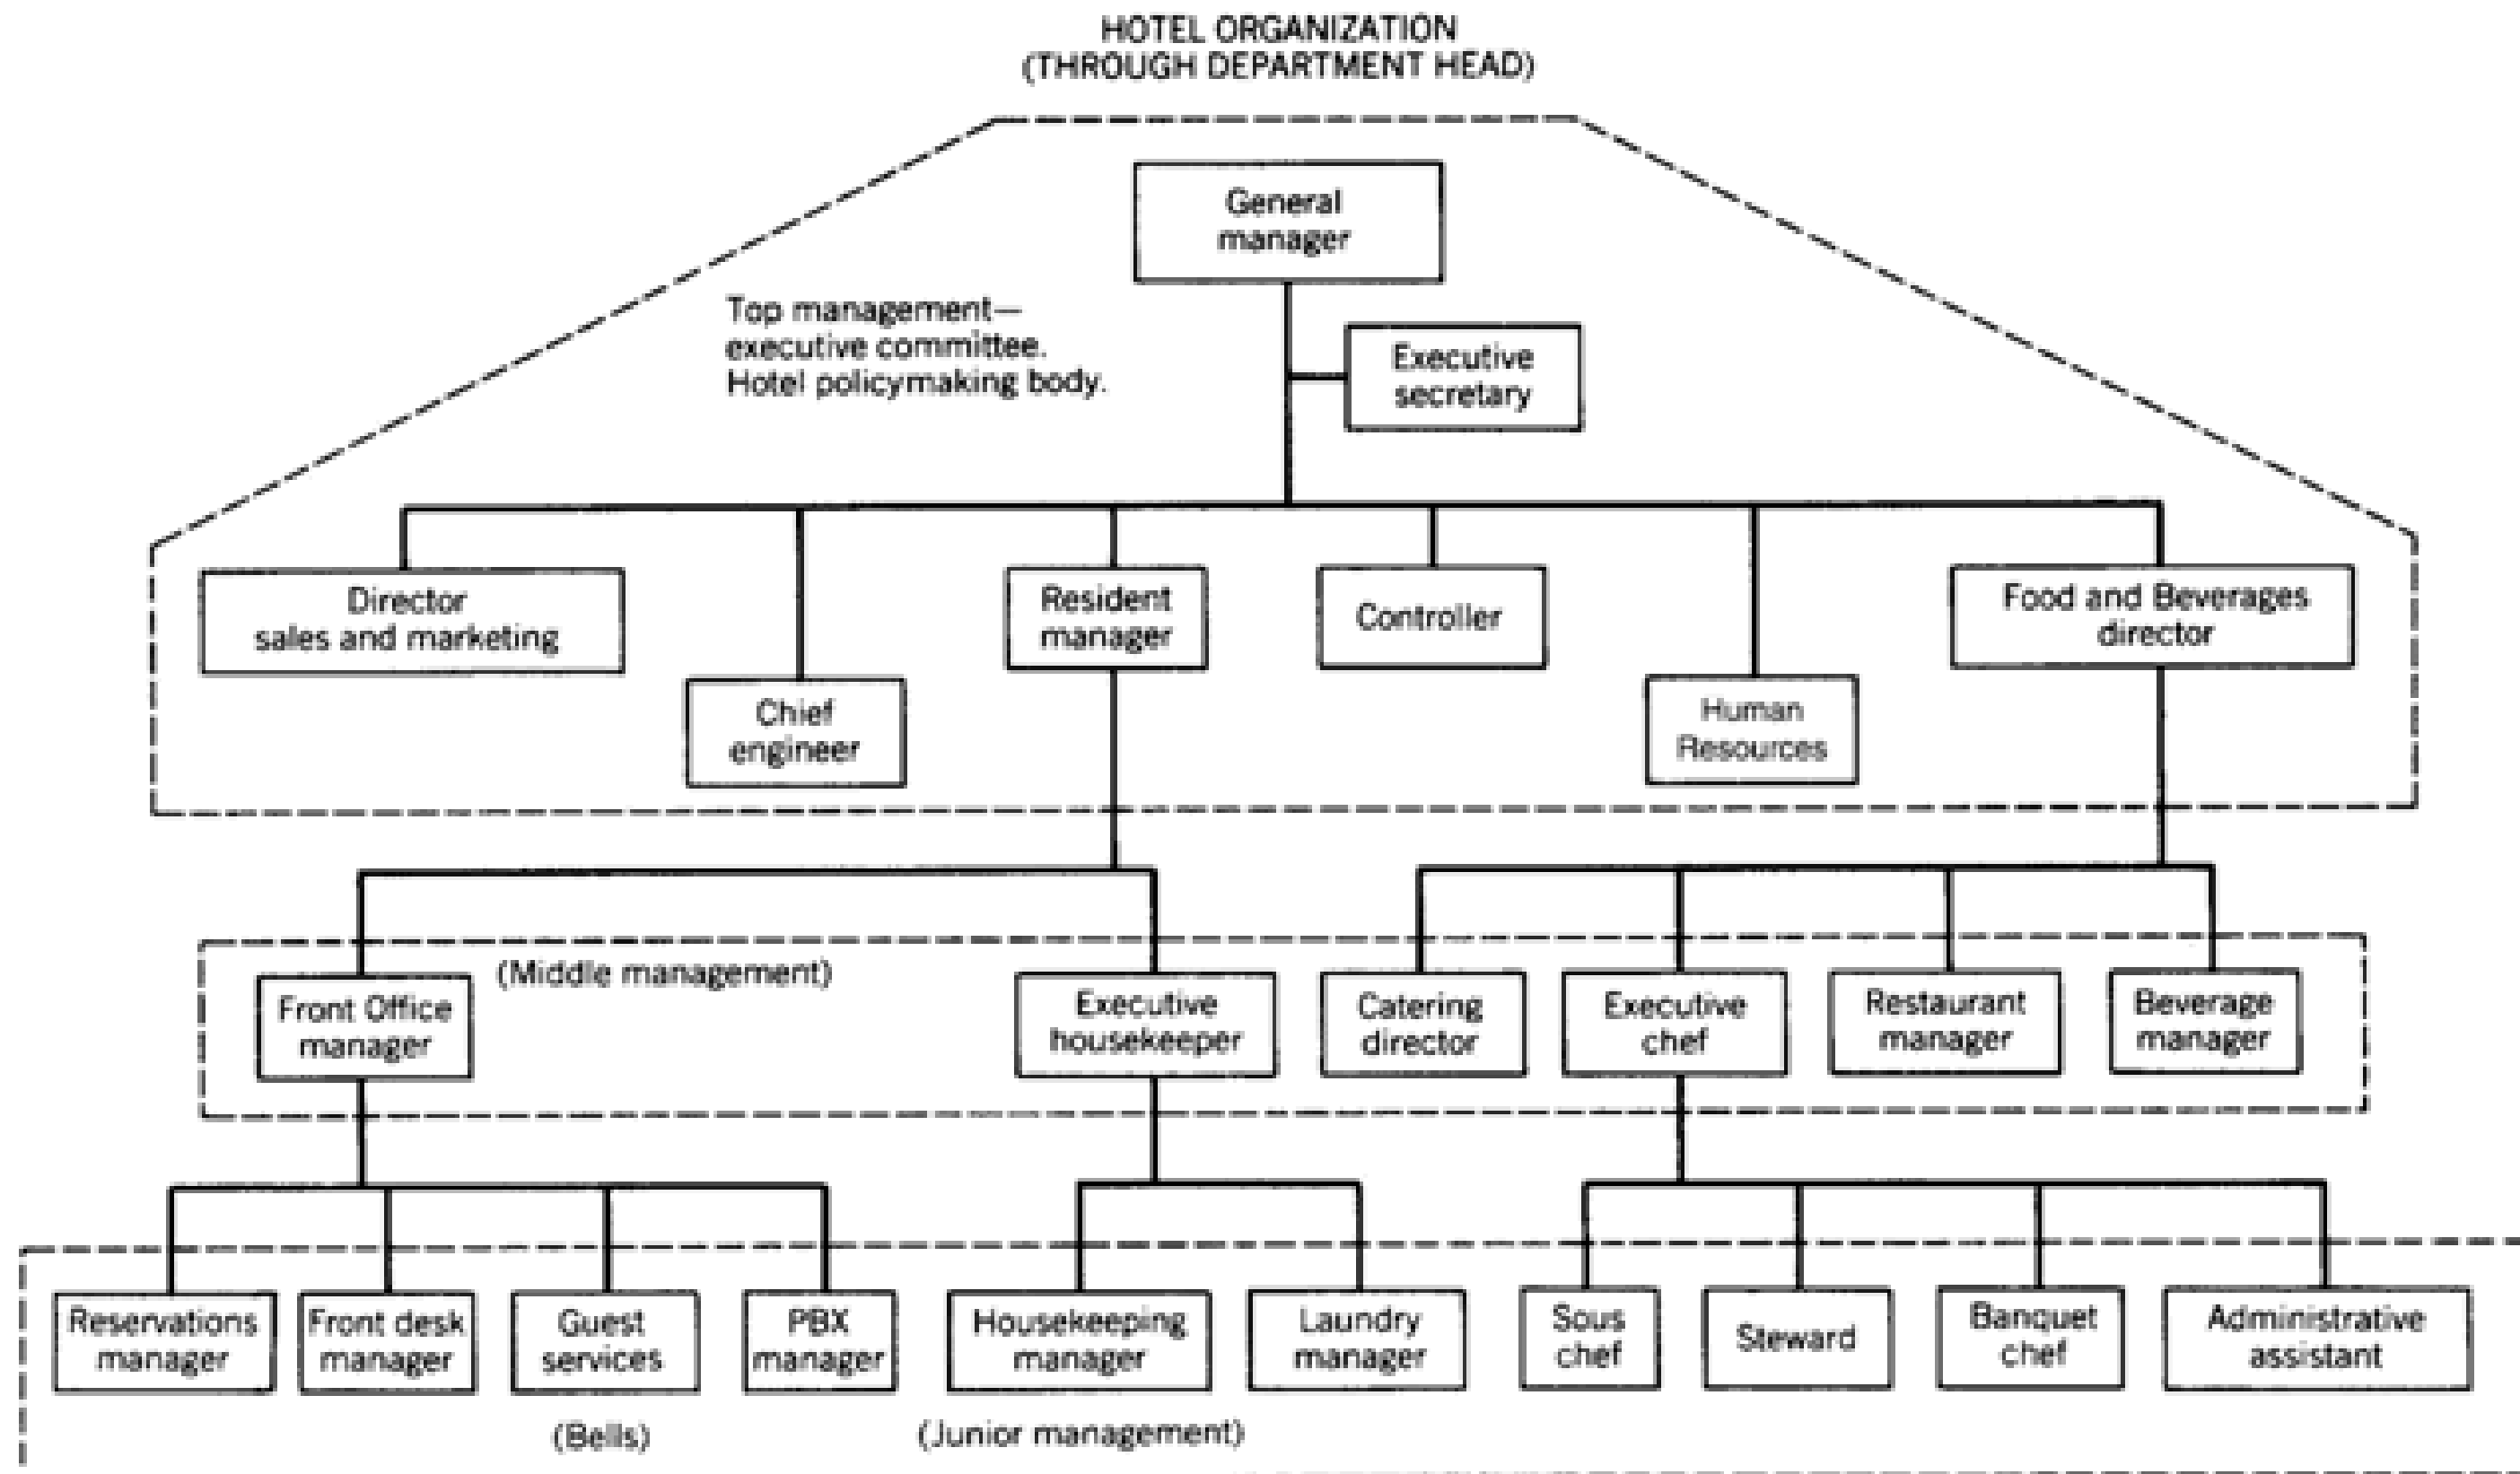 HOTEL ORGANIZATION
(THROUGH DEPARTMENT HEAD)
General
manager
Top management—
executive committee.
Hotel policymaking body.
Executive
secretary
Director
sales and marketing
Chief
engineer
Resident
manager
Controller
Human
Resources
Food and Beverages
director
(Middle management)
Front Office
manager
Executive
housekeeper
Catering
director
Executive
chef
Restaurant
manager
Beverage
manager
Reservations
manager
Front desk
manager
Guest
services
PBX
manager
Housekeeping
manager
Laundry
manager
Sous
chef
Steward
Banquet
chef
Administrative
assistant
(Bells)
(Junior management)